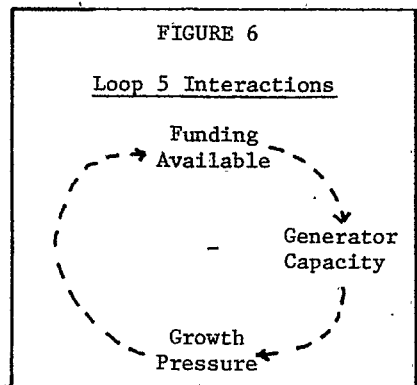 FIGURE 6
Loop 5 Interactions
Funding
Available
-
Generator
Capacity
Growth
Pressure